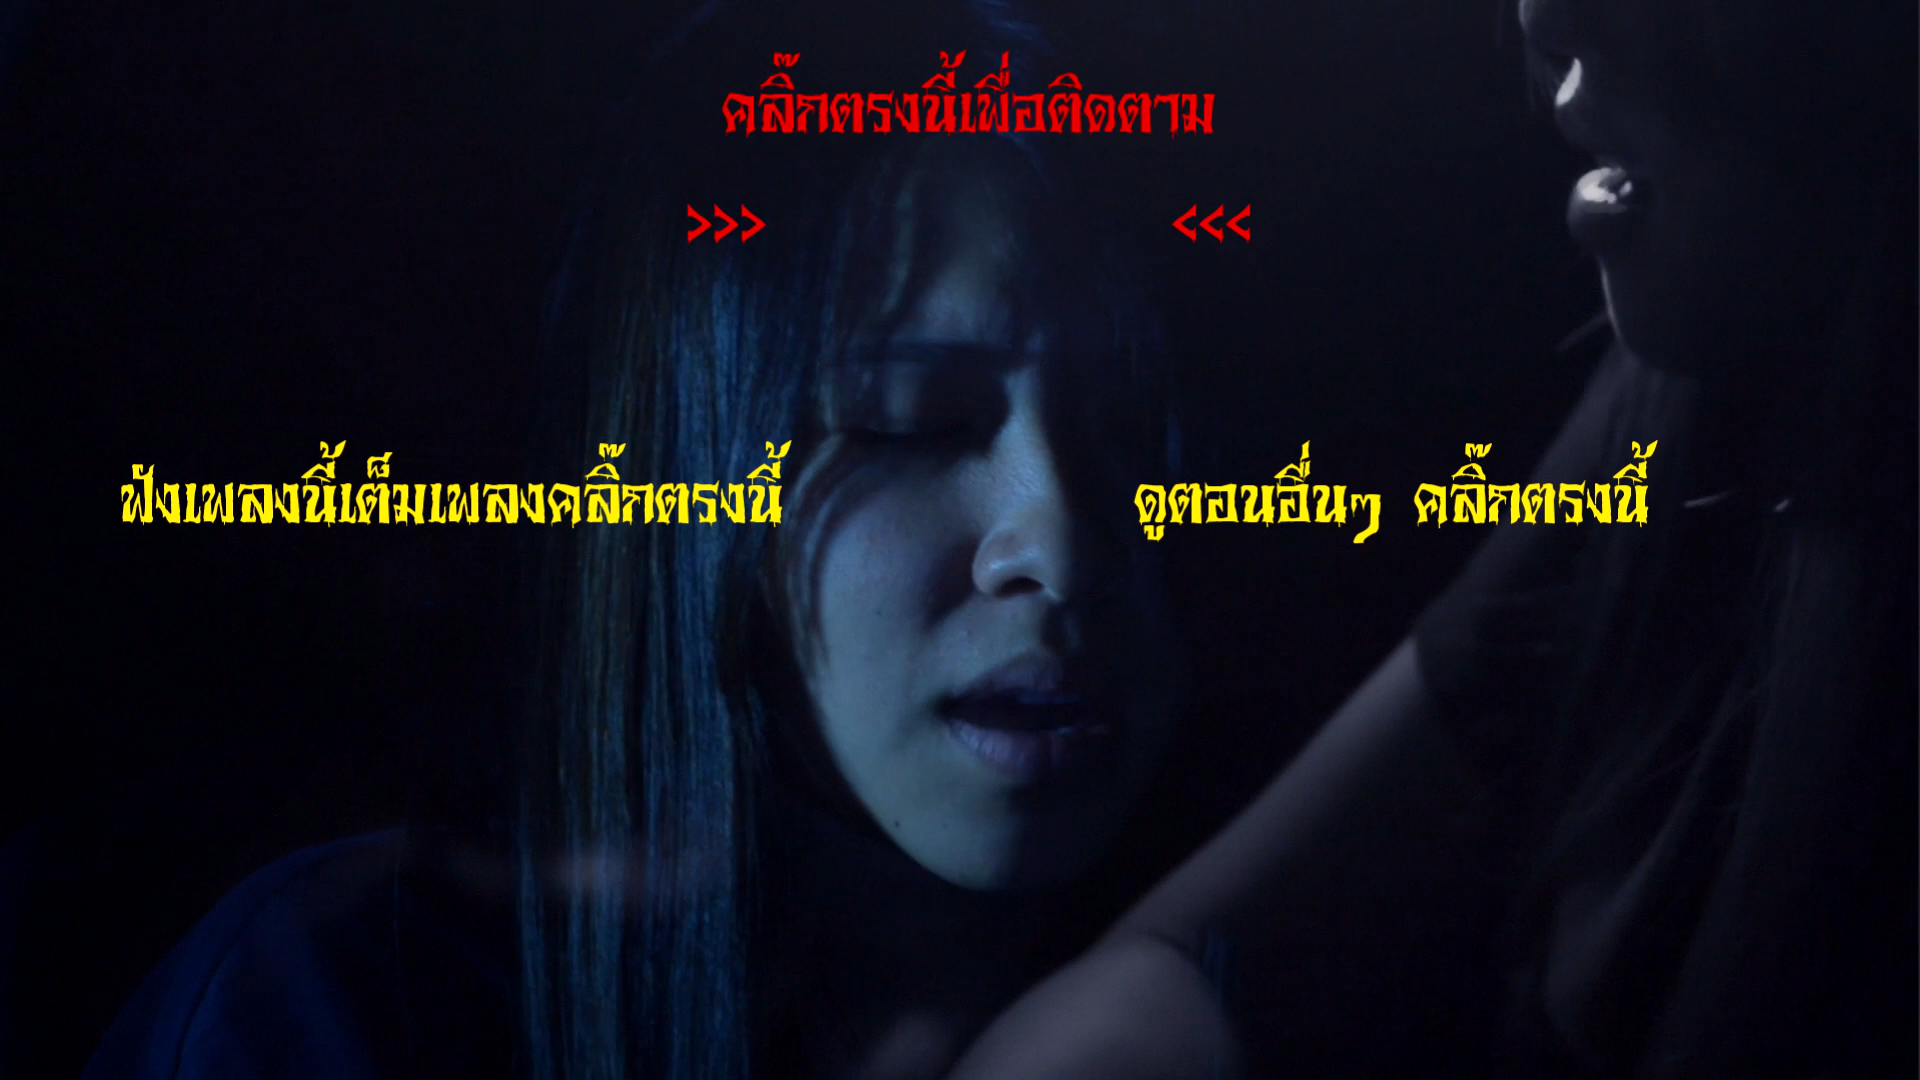 คลิ๊กตรงนี้เพื่อติดตาม
>>> <<<
ฟังเพลงนี้เต็มเพลงคลิ๊กตรงนี้
ดูตอนอื่นๆ คลิ๊กตรงนี้